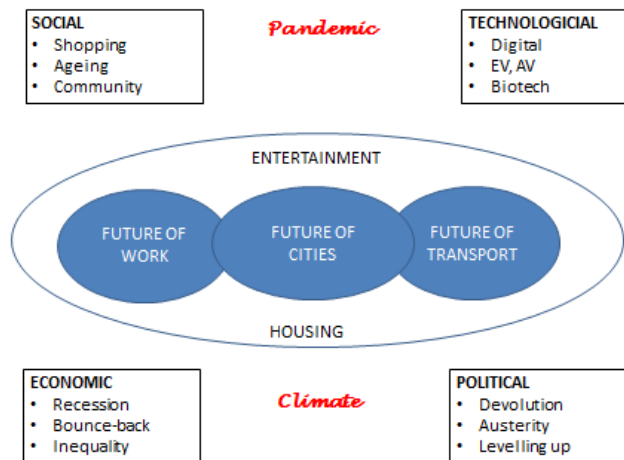 SOCIAL
• Shopping
• Ageing
• Community
Pandemic
TECHNOLOGICIAL
• Digital
• EV, AV
• Biotech
ENTERTAINMENT
FUTURE OF
WORK
FUTURE OF
CITIES
FUTURE OF
TRANSPORT
HOUSING
ECONOMIC
• Recession
• Bounce-back
• Inequality
Climate
POLITICAL
• Devolution
• Austerity
• Levelling up